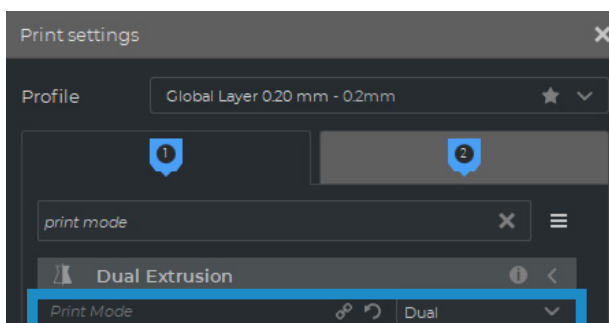 Print settings
Profile Global Layer 0.20 mm - 0.2mm
1 2
print mode
Dual Extrusion
Print Mode Dual